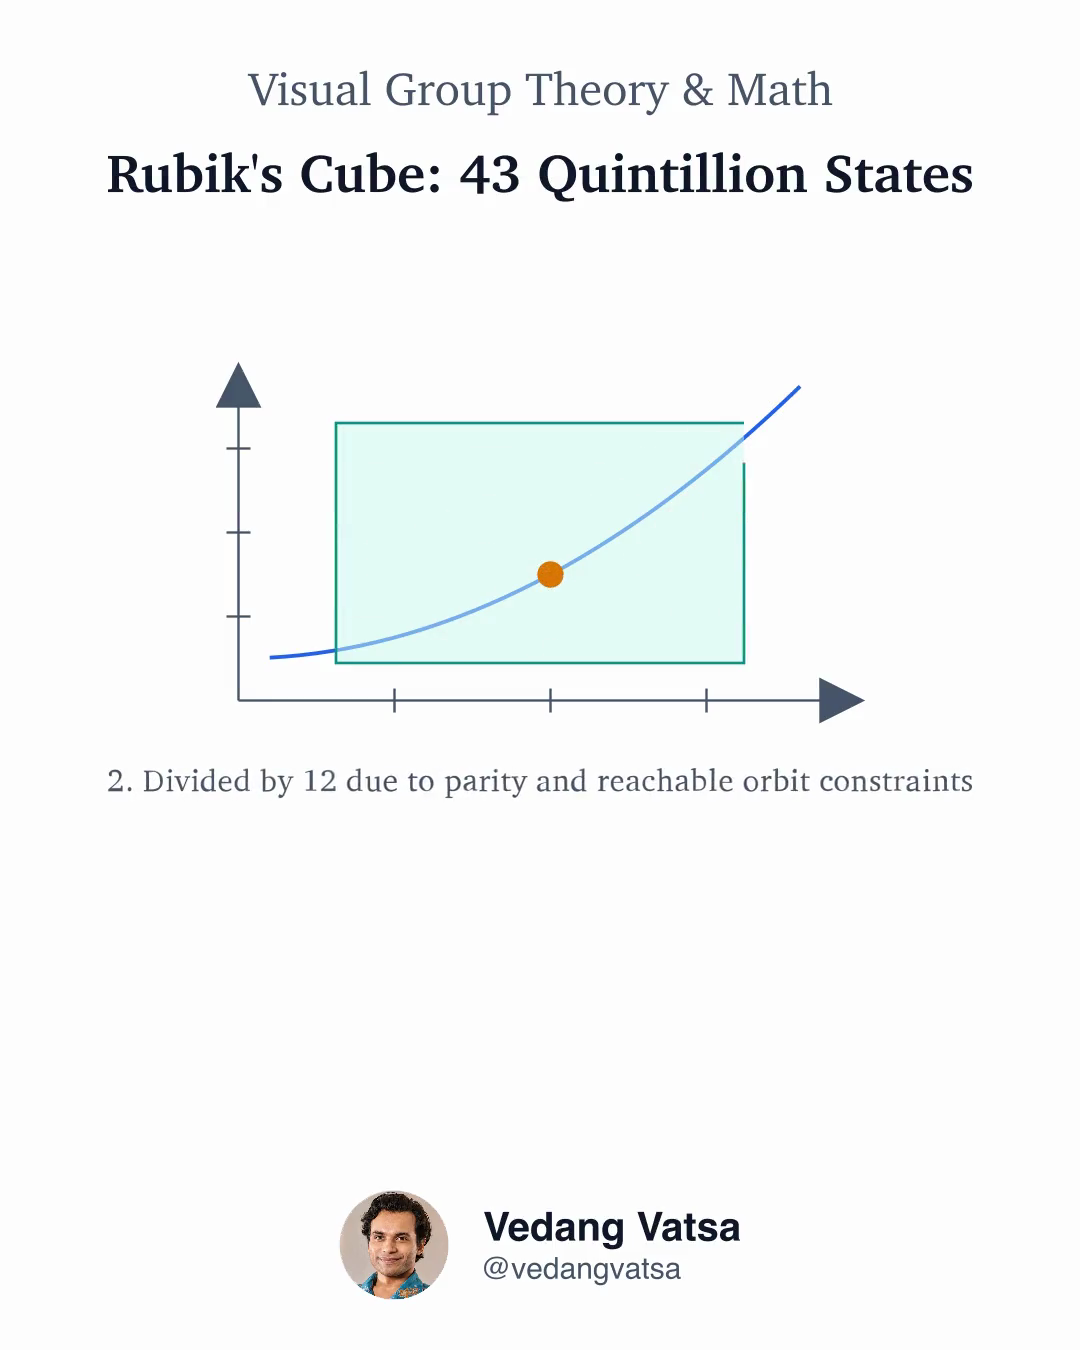 Visual Group Theory & Math
Rubik's Cube: 43 Quintillion States
2. Divided by 12 due to parity and reachable orbit constraints
Vedang Vatsa
@vedangvatsa